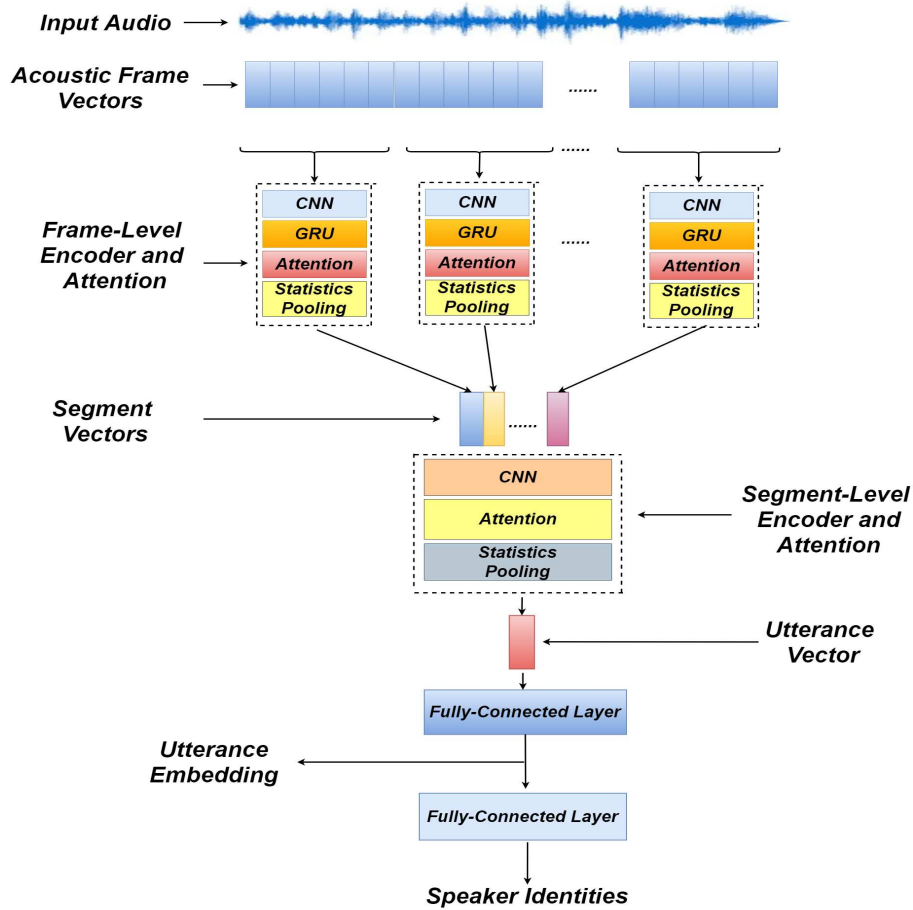 Input Audio
Acoustic Frame
Vectors
......
......
CNN
GRU
Attention
Statistics
Pooling
CNN
GRU
Attention
Statistics
Pooling
CNN
GRU
Attention
Statistics
Pooling
Frame-Level
Encoder and
Attention
......
Segment
Vectors
......
CNN
Attention
Statistics
Pooling
Segment-Level
Encoder and
Attention
Utterance
Vector
Fully-Connected Layer
Utterance
Embedding
Fully-Connected Layer
Speaker Identities